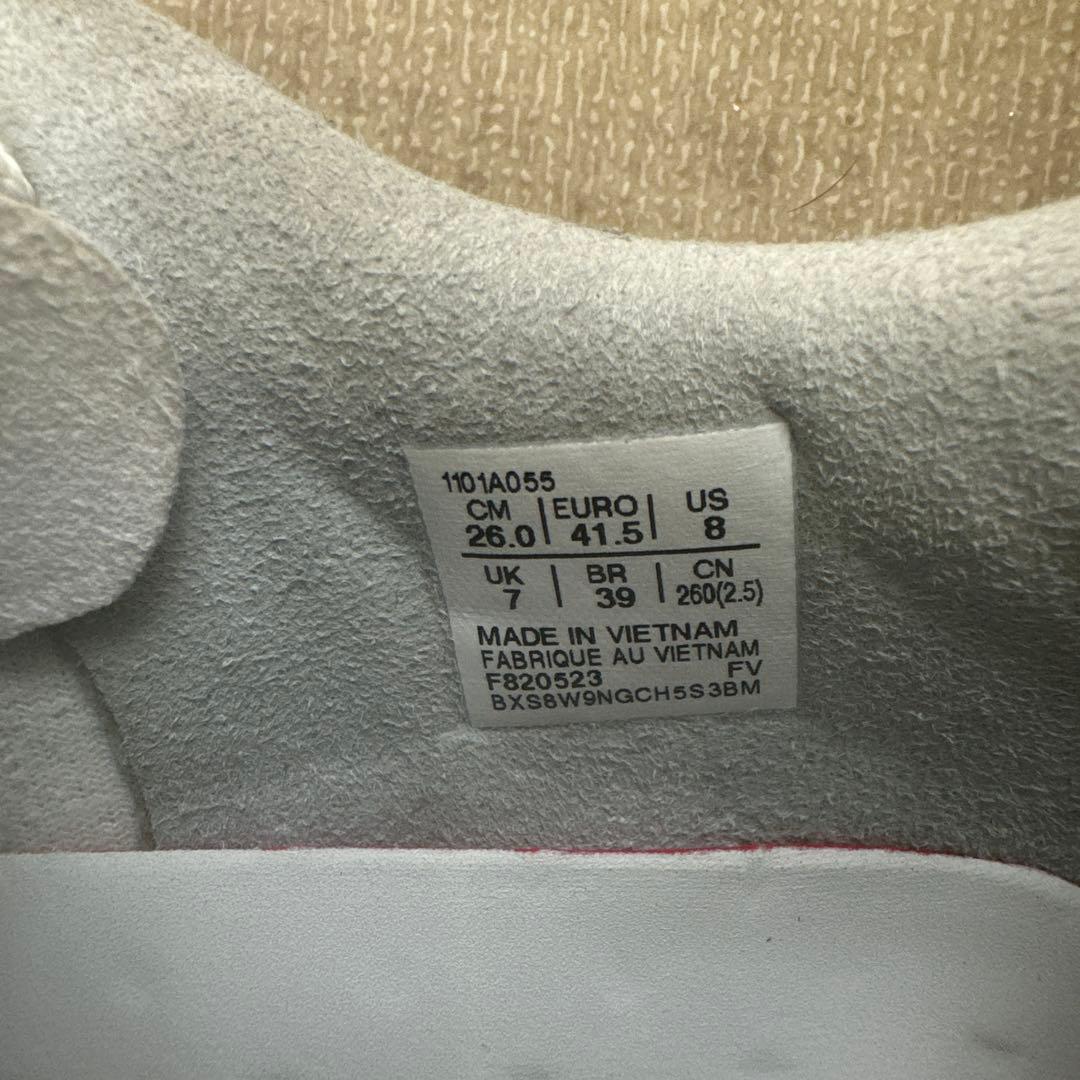 1101A055
CM | EURO | US
26.0 | 41.5 | 8
UK | BR | CN
7 | 39 | 260(2.5)
MADE IN VIETNAM
FABRIQUE AU VIETNAM
F820523 FV
BXS8W9NGCH5S3BM